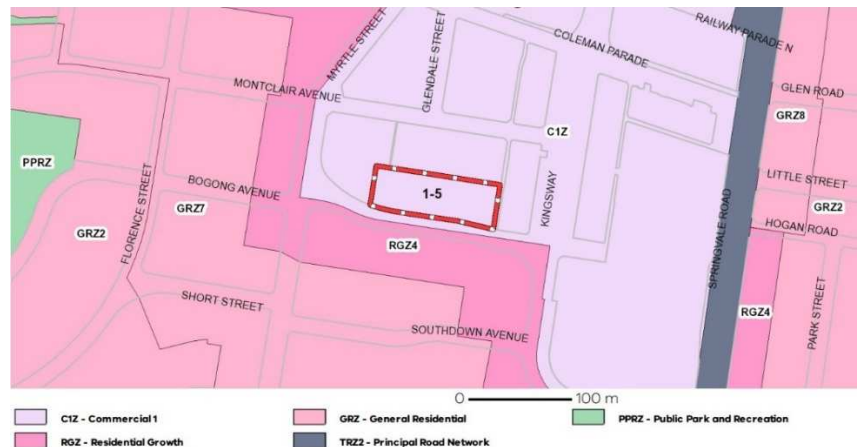 RAILWAY PARADE N
COLEMAN PARADE
MYRTLE STREET
GLENDALE STREET
MONTCLAIR AVENUE
GLEN ROAD
GRZ8
C1Z
PPRZ
LITTLE STREET
1-5
BOGONG AVENUE
GRZ7
KINGSWAY
GRZ2
HOGAN ROAD
FLORENCE STREET
GRZ2
RGZ4
SPRINGVALE ROAD
SHORT STREET
RGZ4
PARK STREET
SOUTHDOWN AVENUE
0 100 m
C1Z - Commercial 1
GRZ - General Residential
PPRZ - Public Park and Recreation
RGZ - Residential Growth
TRZ2 - Principal Road Network